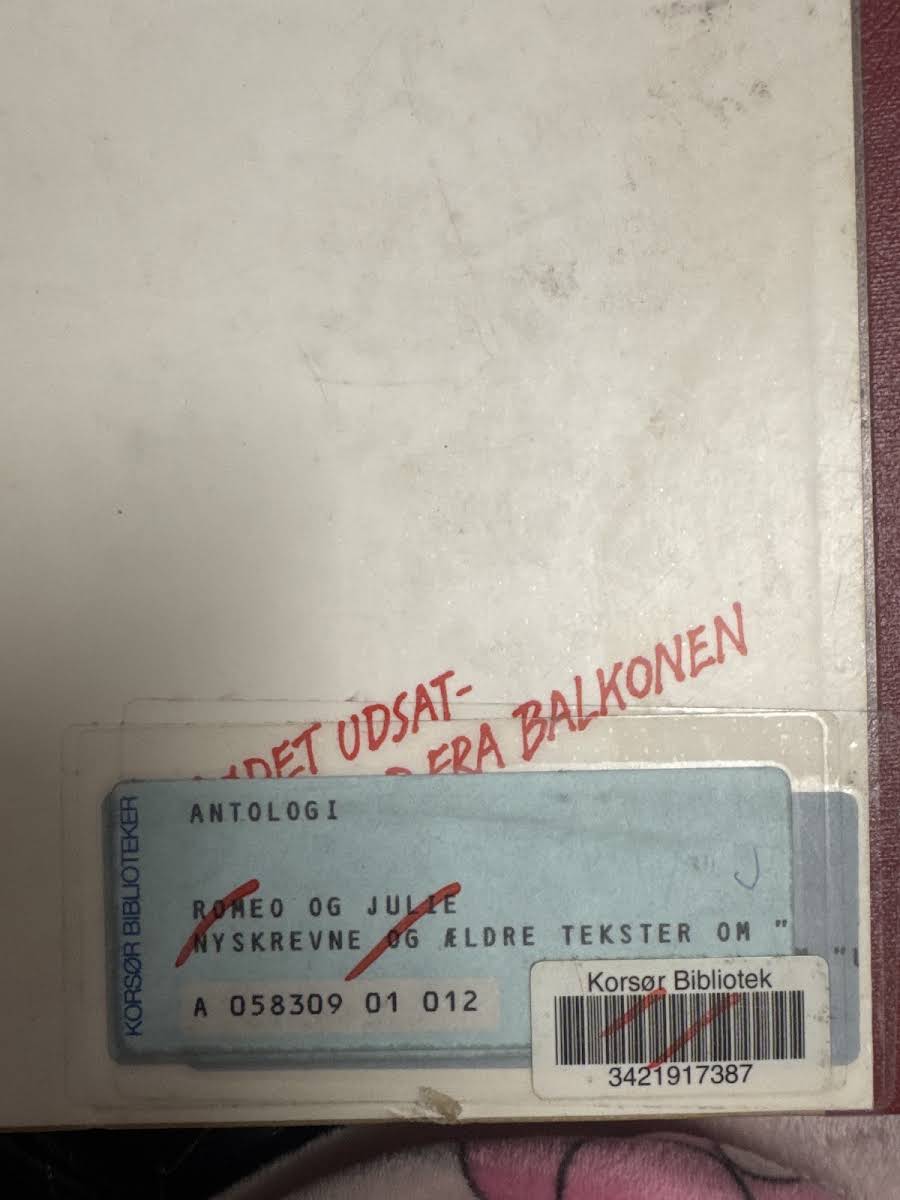 UDSAT-
FRA BALKONEN
KORSØR BIBLIOTEKER
ANTOLOGI
J
ROMEO OG JULIE
NYSKREVNE OG ÆLDRE TEKSTER OM "
A 058309 01 012
Korsør Bibliotek
3421917387